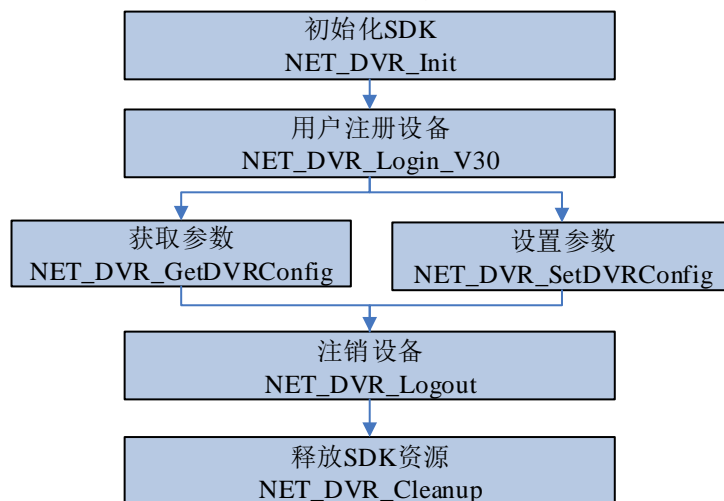 初始化SDK
NET_DVR_Init
用户注册设备
NET_DVR_Login_V30
获取参数
NET_DVR_GetDVRConfig
设置参数
NET_DVR_SetDVRConfig
注销设备
NET_DVR_Logout
释放SDK资源
NET_DVR_Cleanup